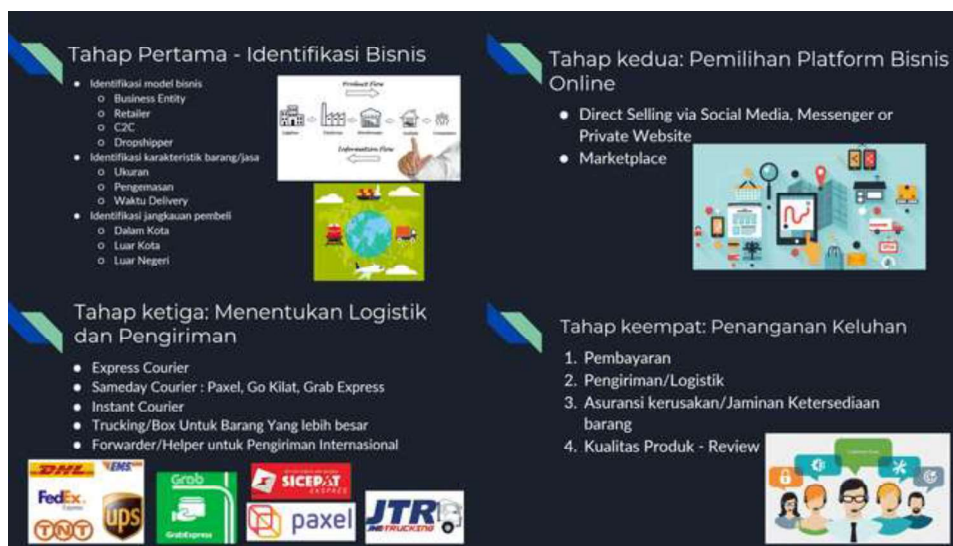 Tahap Pertama - Identifikasi Bisnis
● Identifikasi model bisnis
○ Business Entity
○ Retailer
○ C2C
○ Dropshipper
● Identifikasi karakteristik barang/jasa
○ Ukuran
○ Pengemasan
○ Waktu Delivery
● Identifikasi jangkauan pembeli
○ Dalam Kota
○ Luar Kota
○ Luar Negeri
Product Flow
Information Flow
Tahap kedua: Pemilihan Platform Bisnis
Online
● Direct Selling via Social Media, Messenger or
Private Website
● Marketplace
Tahap ketiga: Menentukan Logistik
dan Pengiriman
● Express Courier
● Sameday Courier : Paxel, Go Kilat, Grab Express
● Instant Courier
● Trucking/Box Untuk Barang Yang lebih besar
● Forwarder/Helper untuk Pengiriman Internasional
DHL
EMS
FedEx
Express
ups
TNT
Grab
GrabExpress
SICEPAT
EKSPRES
paxel
JTR
JNE TRUCKING
Tahap keempat: Penanganan Keluhan
1. Pembayaran
2. Pengiriman/Logistik
3. Asuransi kerusakan/Jaminan Ketersediaan
barang
4. Kualitas Produk - Review